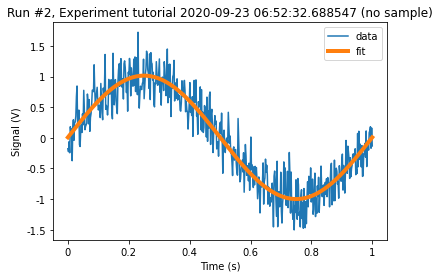 Run #2, Experiment tutorial 2020-09-23 06:52:32.688547 (no sample)
data
fit
1.5
1
0.5
0
-0.5
-1
-1.5
Signal (V)
0
0.2
0.4
0.6
0.8
1
Time (s)